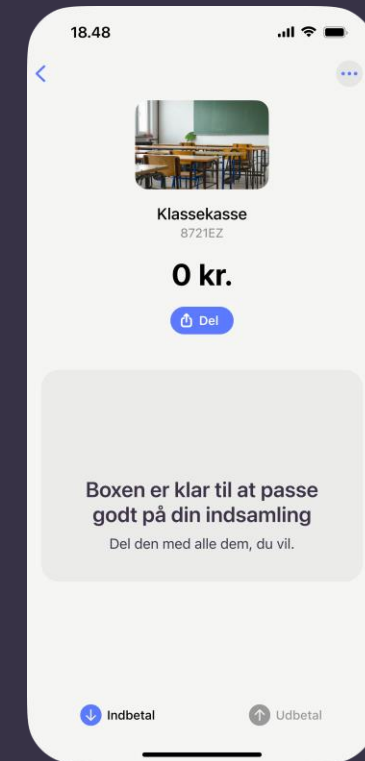 18.48
Klassekasse
8721EZ
0 kr.
Del
Boxen er klar til at passe
godt på din indsamling
Del den med alle dem, du vil.
Indbetal Udbetal